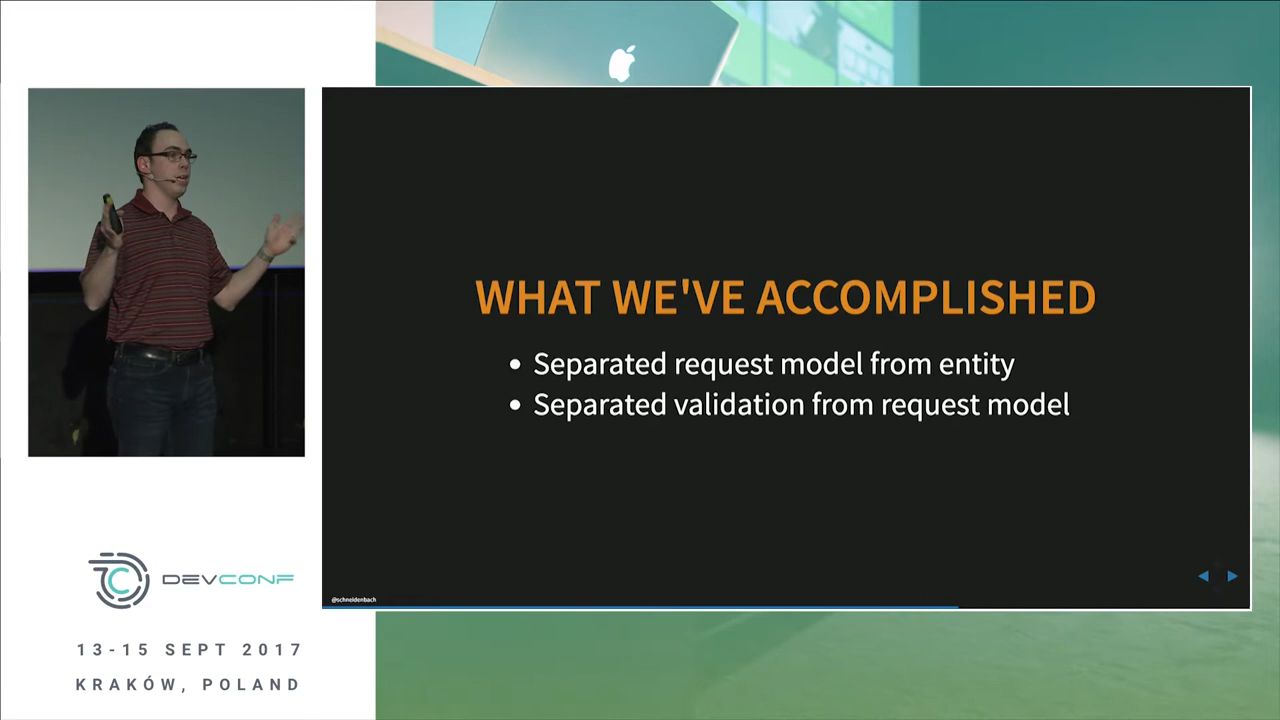 WHAT WE'VE ACCOMPLISHED
• Separated request model from entity
• Separated validation from request model
@schneidenbach
DEVCONF
13-15 SEPT 2017
KRAKÓW, POLAND